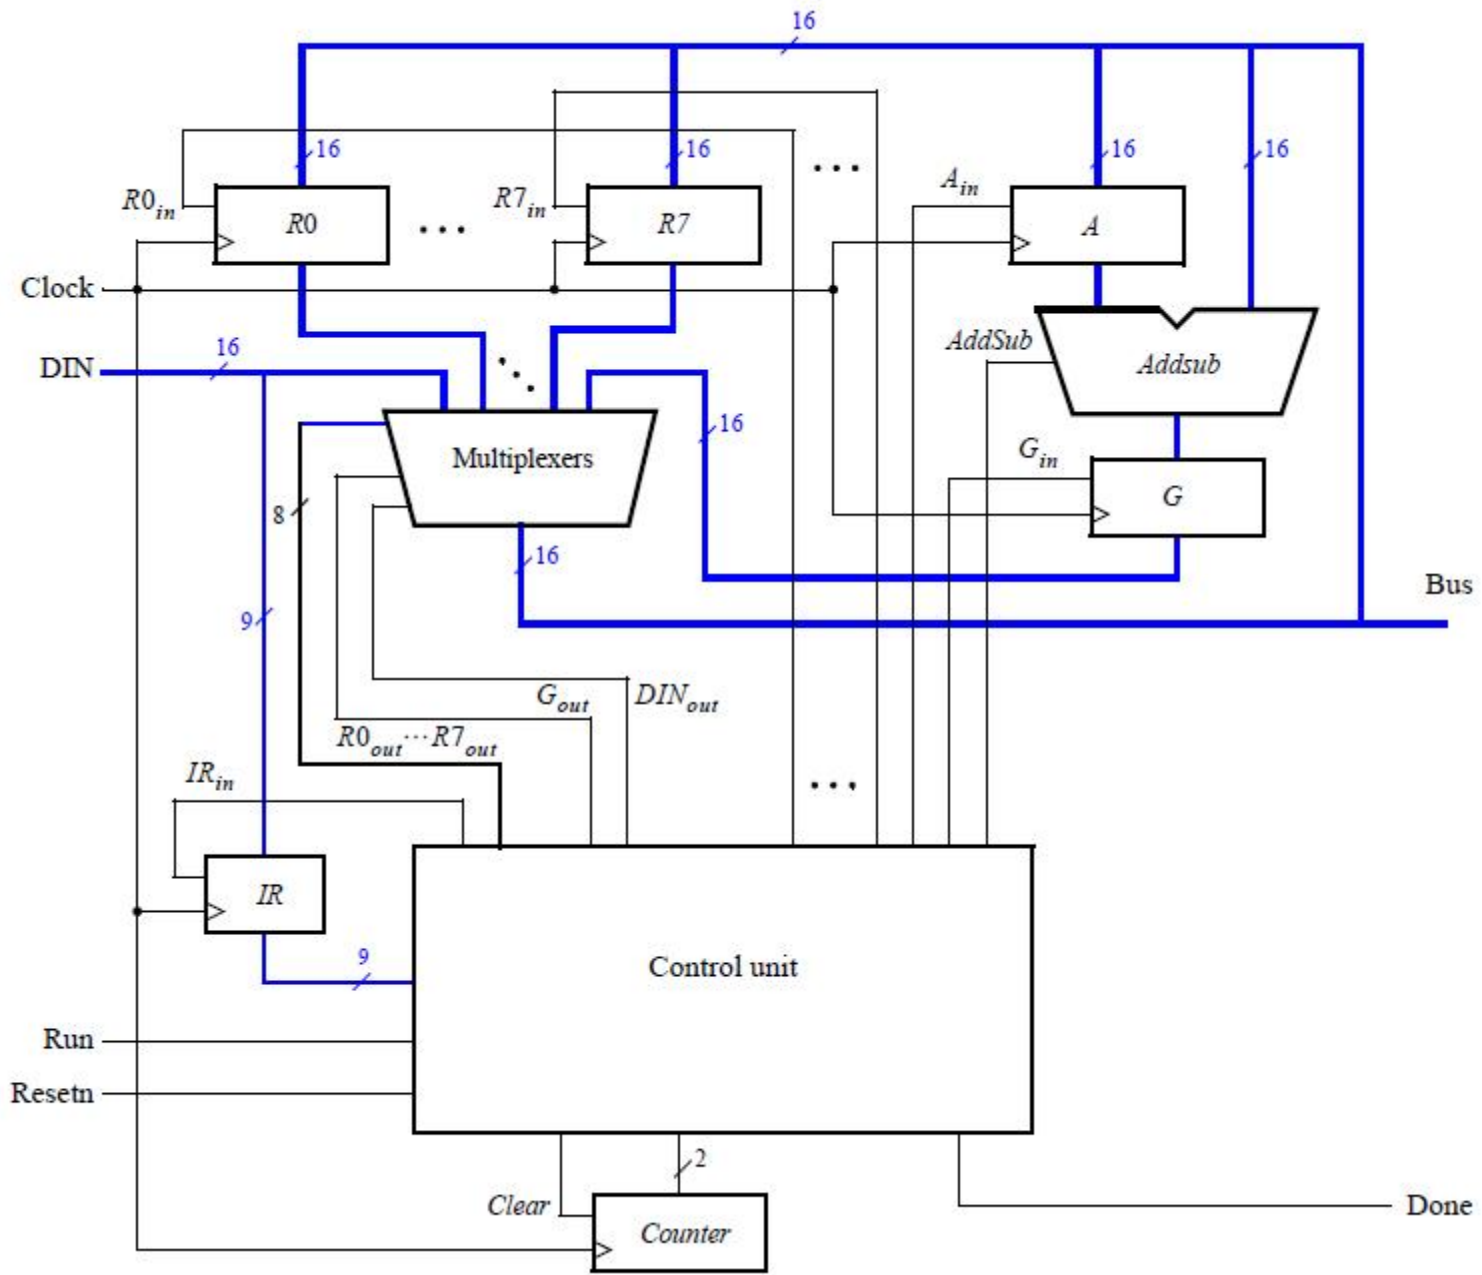 16
16
16
16
16
R0in
R0
R7in
R7
Ain
A
Clock
DIN
16
AddSub
Addsub
Multiplexers
16
Gin
G
8
16
Bus
9
Gout
DINout
R0out···R7out
IRin
IR
9
Control unit
Run
Resetn
2
Clear
Counter
Done